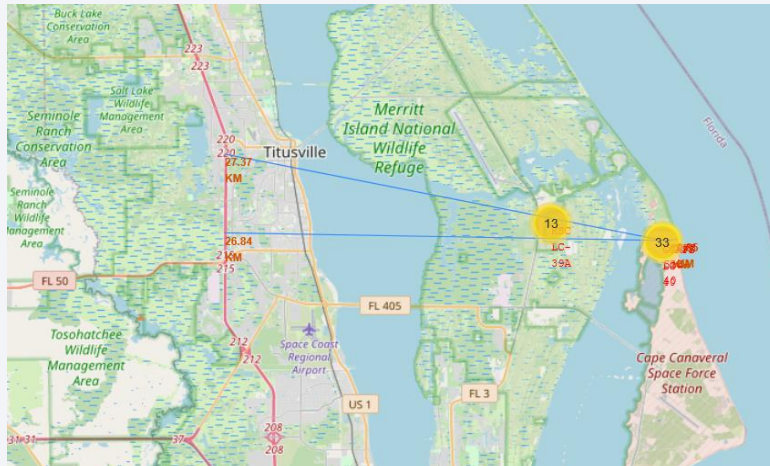 Buck Lake
Conservation
Area
223
223
Salt Lake
Wildlife
Management
Area
Seminole
Ranch
Conservation
Area
220
220
27.37
KM
Titusville
Merritt
Island National
Wildlife
Refuge
Florida
Seminole
Ranch
Wildlife
Management
Area
13
LC-
39A
33
KM
40
26.84
KM
215
FL 50
FL 405
Tosohatchee
Wildlife
Management
Area
212
212
Space Coast
Regional
Airport
FL 3
Cape Canaveral
Space Force
Station
US 1
31
31
37
208
208